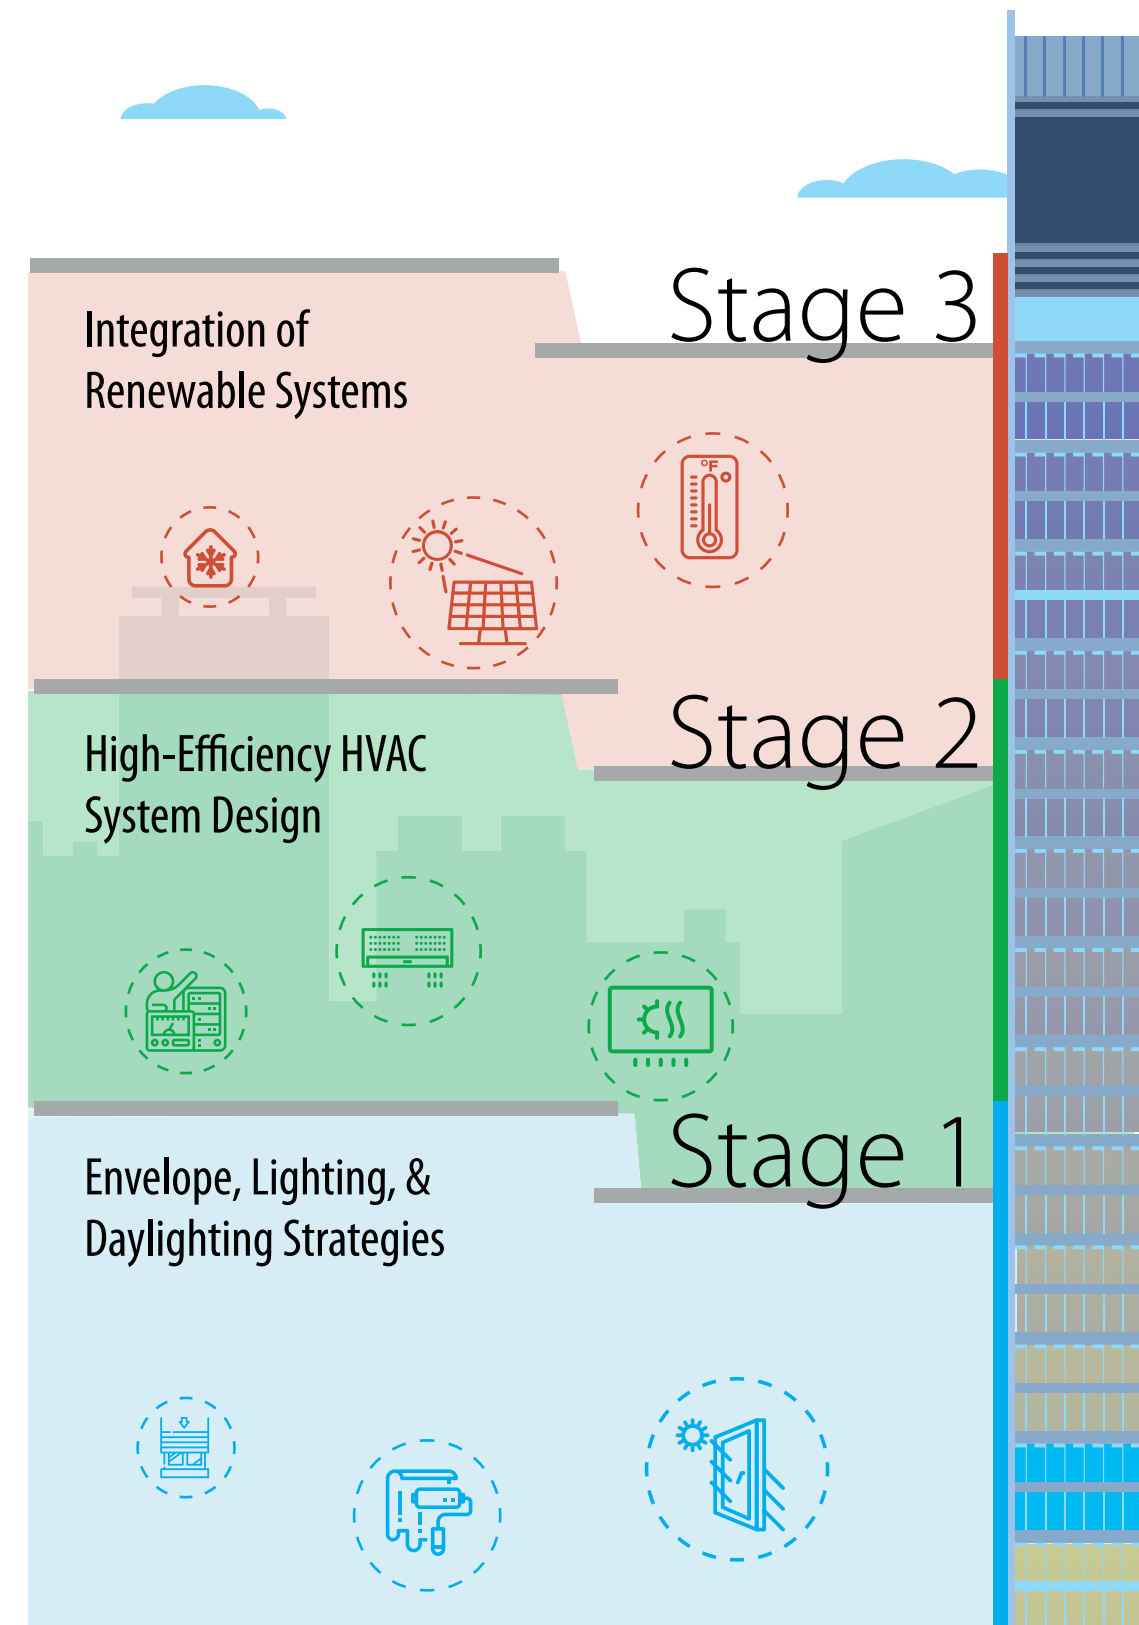 Stage 3
Integration of
Renewable Systems
°F
Stage 2
High-Efficiency HVAC
System Design
Stage 1
Envelope, Lighting, &
Daylighting Strategies